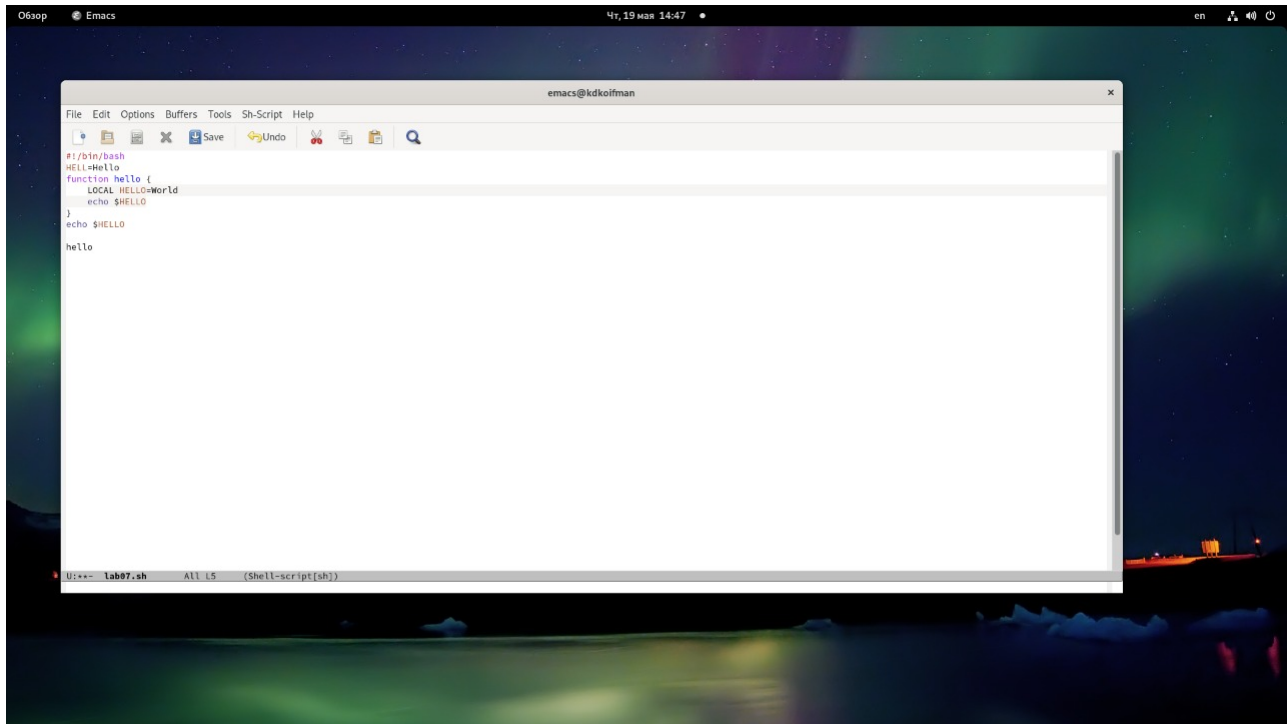 Обзор Emacs Чт, 19 мая 14:47 en
emacs@kdkoifman
File Edit Options Buffers Tools Sh-Script Help
Save Undo
#!/bin/bash
HELL=Hello
function hello {
    LOCAL HELLO=World
    echo $HELLO
}
echo $HELLO
hello
U:**- lab07.sh All L5 (Shell-script[sh])